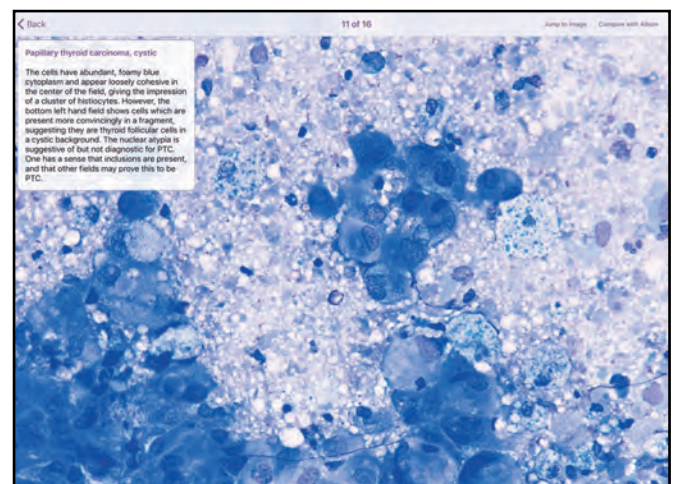 Back
11 of 16
Jump to Image
Compare with Album
Papillary thyroid carcinoma, cystic
The cells have abundant, foamy blue
cytoplasm and appear loosely cohesive in
the center of the field, giving the impression
of a cluster of histiocytes. However, the
bottom left hand field shows cells which are
present more convincingly in a fragment,
suggesting they are thyroid follicular cells in
a cystic background. The nuclear atypia is
suggestive of but not diagnostic for PTC.
One has a sense that inclusions are present,
and that other fields may prove this to be
PTC.